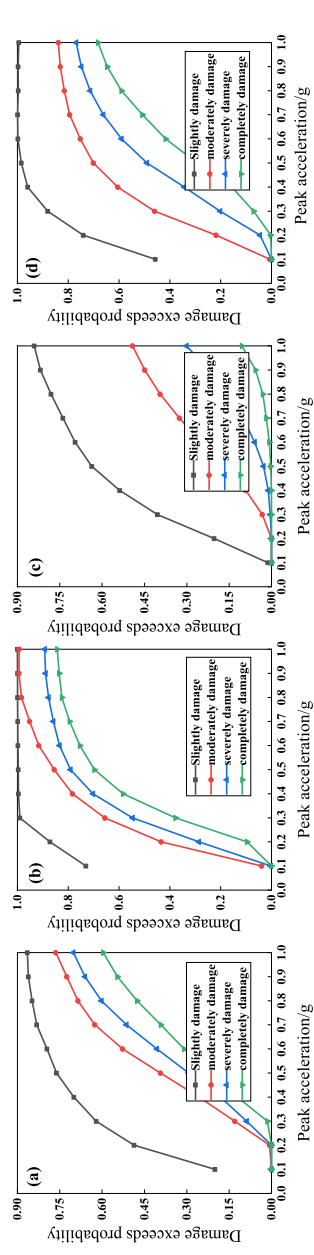 (a)
Damage exceeds probability
0.90
0.75
0.60
0.45
0.30
0.15
0.00
Slightly damage
moderately damage
severely damage
completely damage
0.0 0.1 0.2 0.3 0.4 0.5 0.6 0.7 0.8 0.9 1.0
Peak acceleration/g
(b)
Damage exceeds probability
1.0
0.8
0.6
0.4
0.2
0.0
Slightly damage
moderately damage
severely damage
completely damage
0.0 0.1 0.2 0.3 0.4 0.5 0.6 0.7 0.8 0.9 1.0
Peak acceleration/g
(c)
Damage exceeds probability
0.90
0.75
0.60
0.45
0.30
0.15
0.00
Slightly damage
moderately damage
severely damage
completely damage
0.0 0.1 0.2 0.3 0.4 0.5 0.6 0.7 0.8 0.9 1.0
Peak acceleration/g
(d)
Damage exceeds probability
1.0
0.8
0.6
0.4
0.2
0.0
Slightly damage
moderately damage
severely damage
completely damage
0.0 0.1 0.2 0.3 0.4 0.5 0.6 0.7 0.8 0.9 1.0
Peak acceleration/g